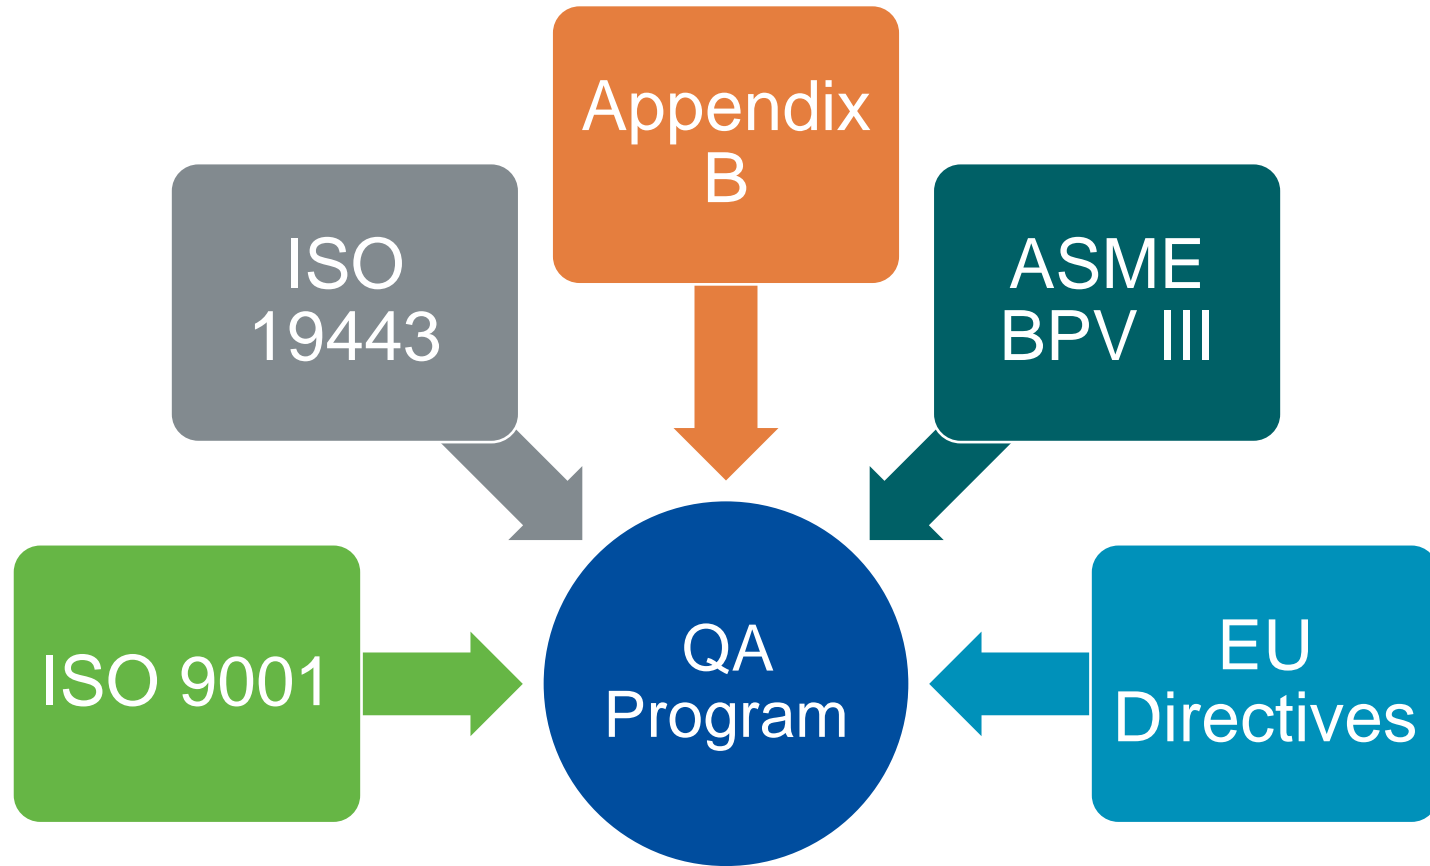 Appendix
B
ISO
19443
ASME
BPV III
ISO 9001
QA
Program
EU
Directives